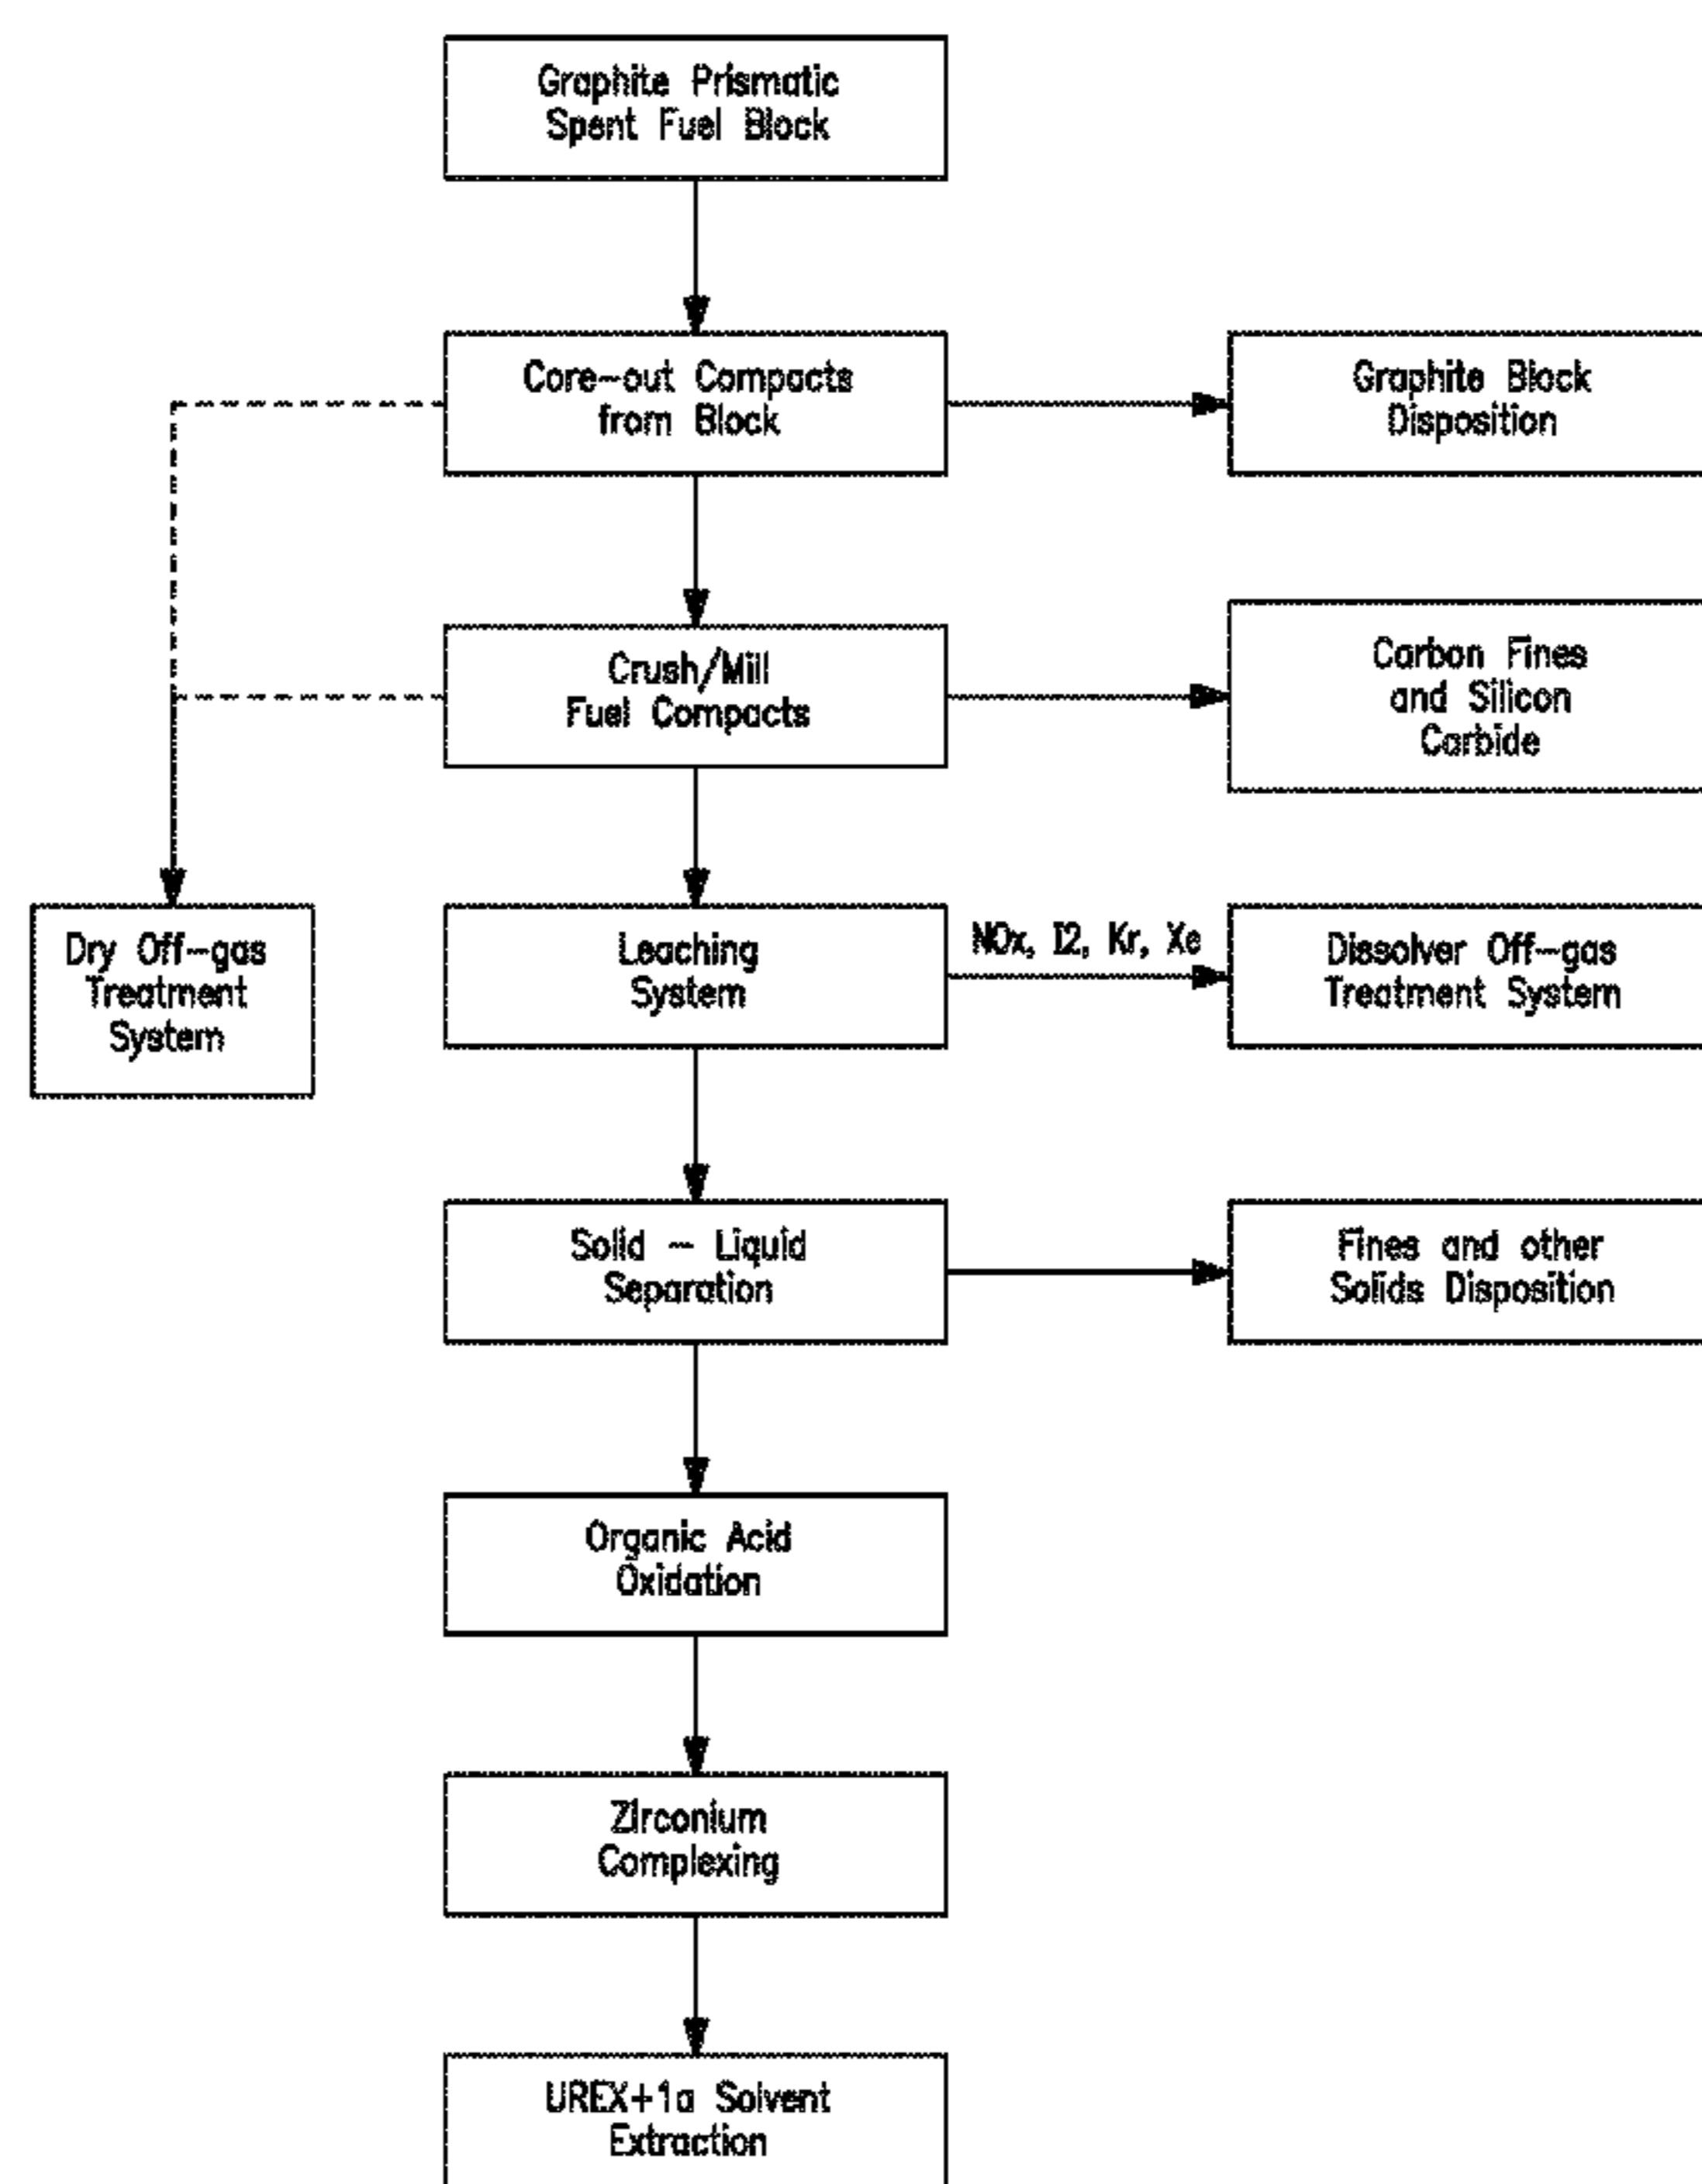 Graphite Prismatic
Spent Fuel Block
Core-out Compacts
from Block
Graphite Block
Disposition
Crush/Mill
Fuel Compacts
Carbon Fines
and Silicon
Carbide
Dry Off-gas
Treatment
System
Leaching
System
NOx, I2, Kr, Xe
Dissolver Off-gas
Treatment System
Solid - Liquid
Separation
Fines and other
Solids Disposition
Organic Acid
Oxidation
Zirconium
Complexing
UREX+1a Solvent
Extraction